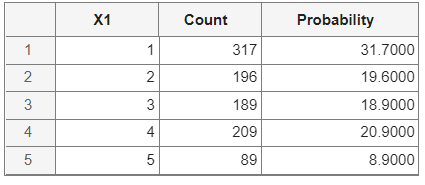 X1 Count Probability
1 1 317 31.7000
2 2 196 19.6000
3 3 189 18.9000
4 4 209 20.9000
5 5 89 8.9000